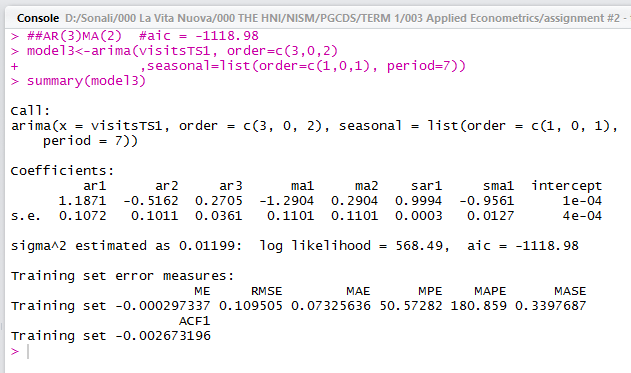 Console D:/Sonali/000 La Vita Nuova/000 THE HNI/NISM/PGCDS/TERM 1/003 Applied Econometrics/assignment #2 -
> ##AR(3)MA(2)  #aic = -1118.98
> model3<-arima(visitsTS1, order=c(3,0,2)
+               ,seasonal=list(order=c(1,0,1), period=7))
> summary(model3)
Call:
arima(x = visitsTS1, order = c(3, 0, 2), seasonal = list(order = c(1, 0, 1),
    period = 7))
Coefficients:
         ar1      ar2     ar3      ma1     ma2    sar1     sma1  intercept
      1.1871  -0.5162  0.2705  -1.2904  0.2904  0.9994  -0.9561      1e-04
s.e.  0.1072   0.1011  0.0361   0.1101  0.1101  0.0003   0.0127      4e-04
sigma^2 estimated as 0.01199:  log likelihood = 568.49,  aic = -1118.98
Training set error measures:
                       ME     RMSE        MAE      MPE    MAPE      MASE
Training set -0.000297337 0.109505 0.07325636 50.57282 180.859 0.3397687
                     ACF1
Training set -0.002673196
>